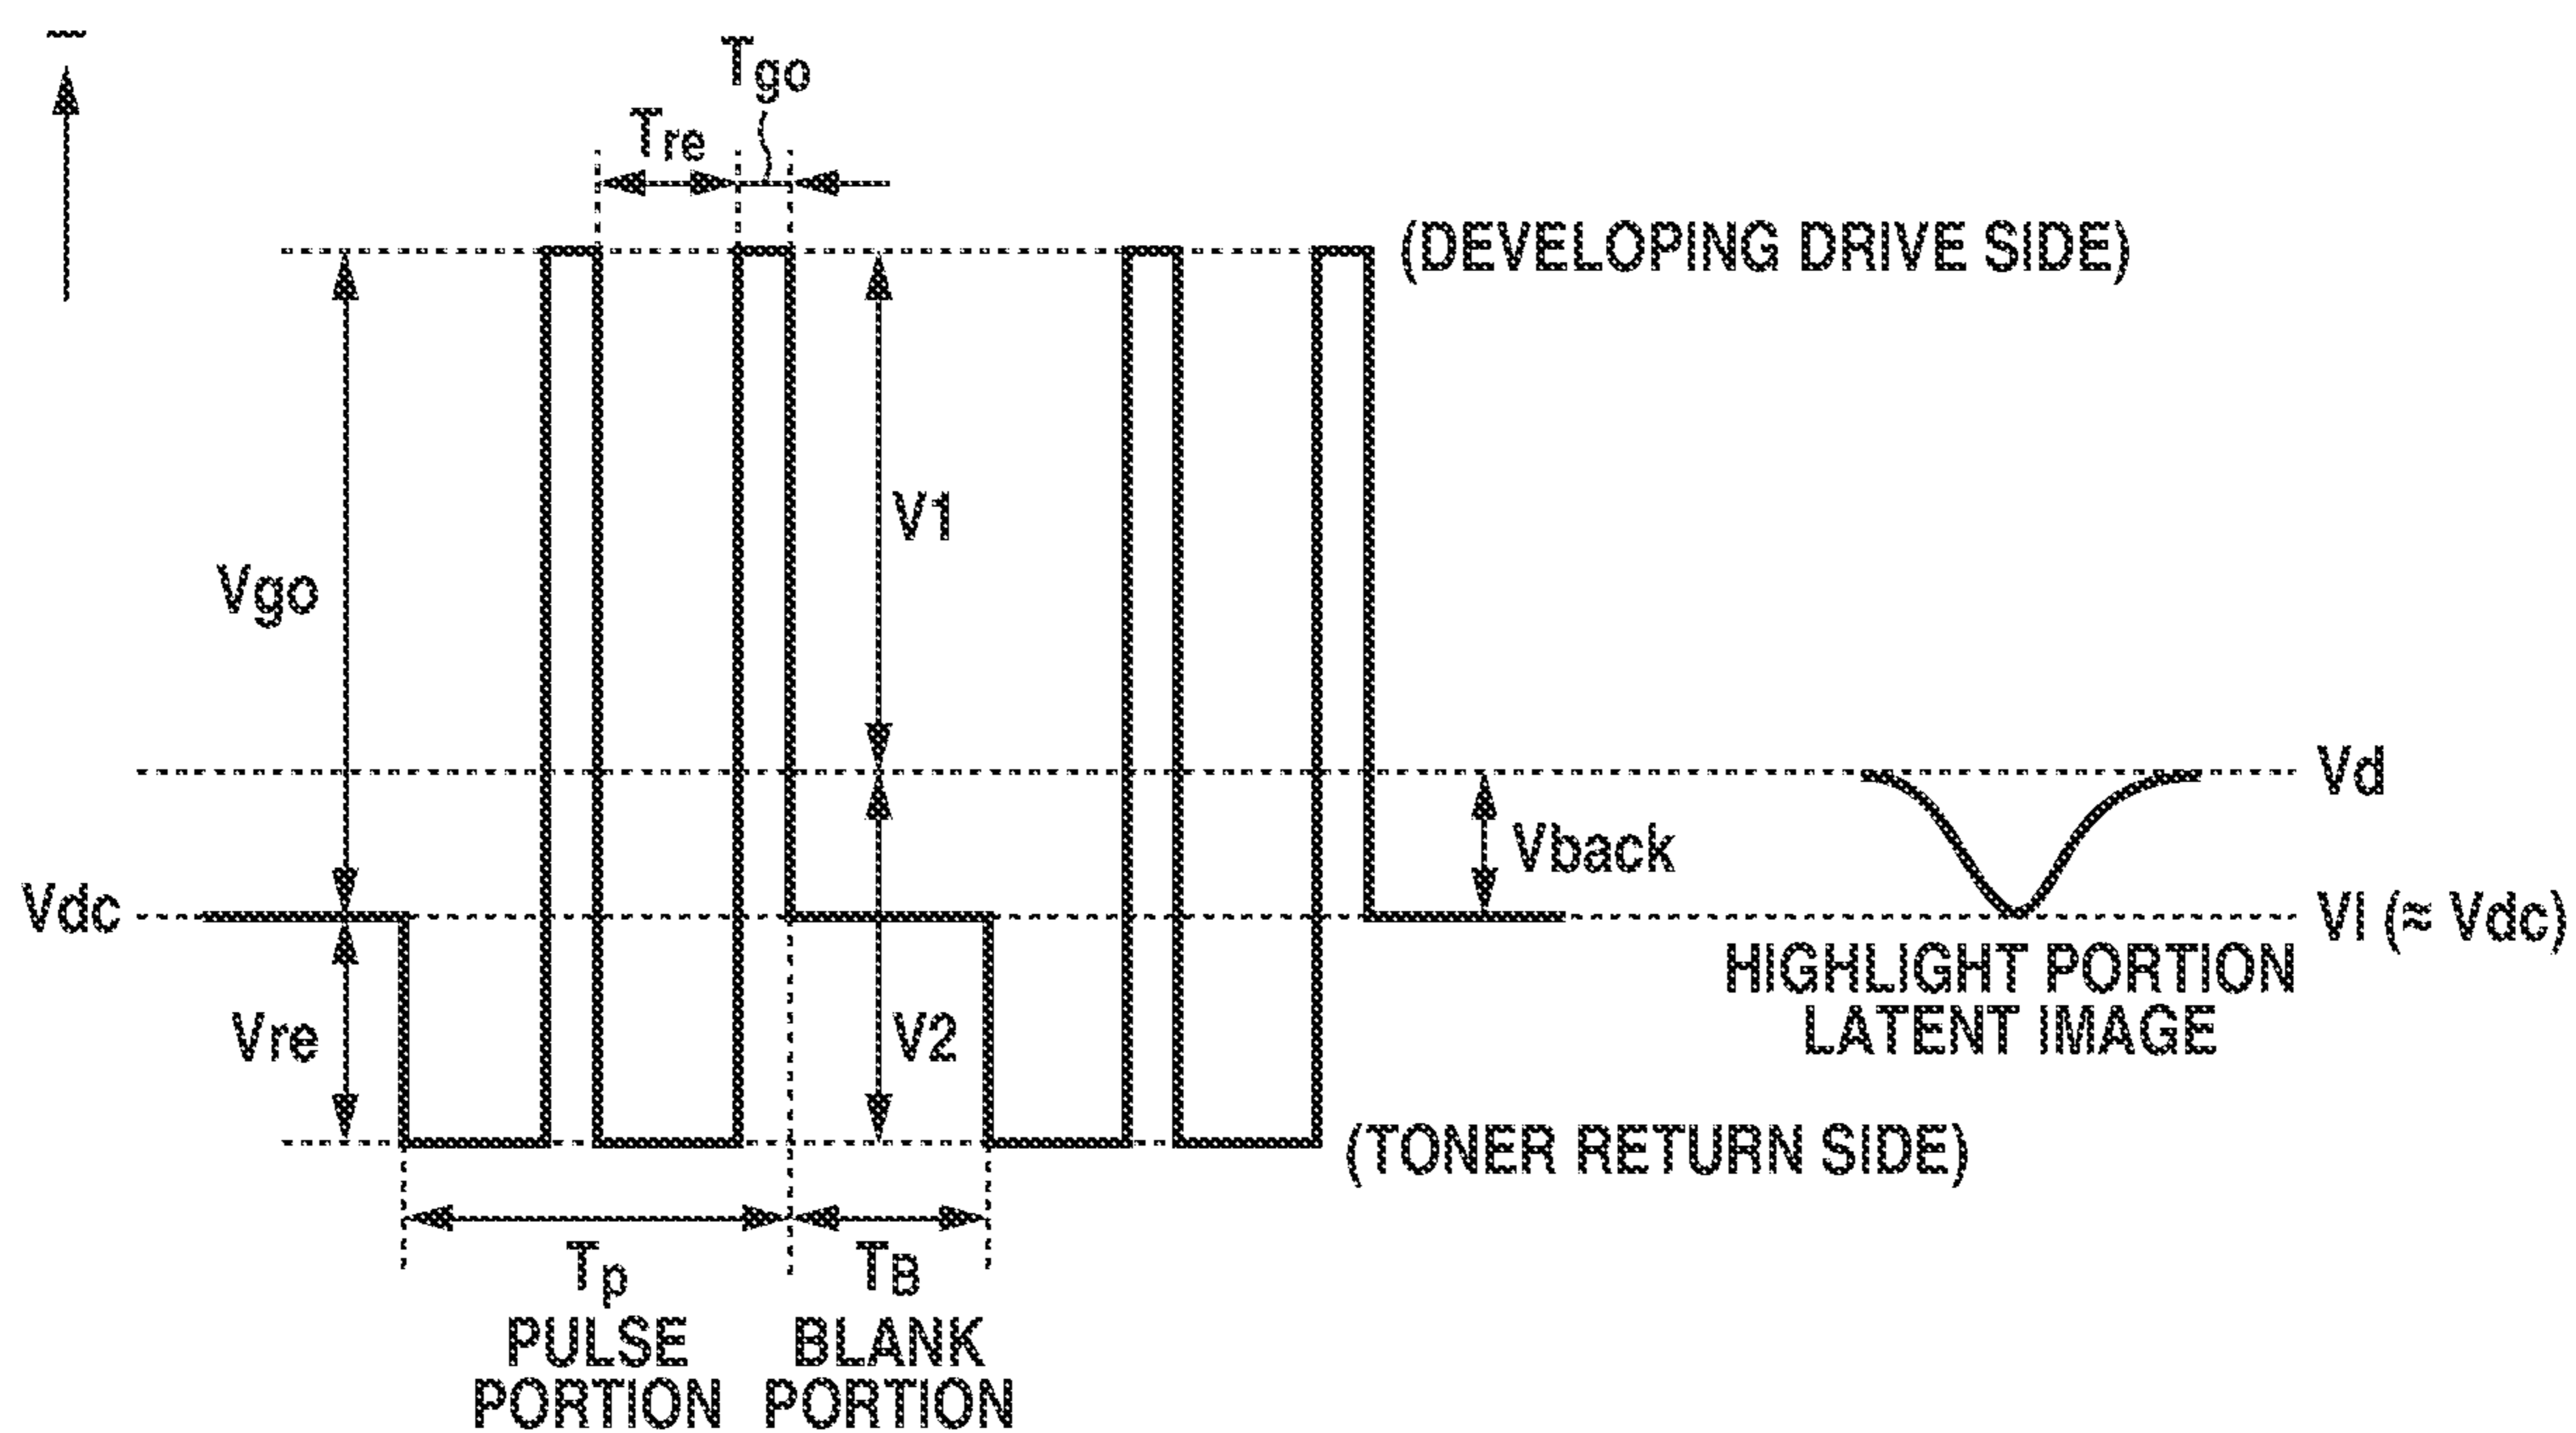 Tgo
Tre
(DEVELOPING DRIVE SIDE)
V1
Vgo
Vd
Vback
Vdc
Vl (≈ Vdc)
HIGHLIGHT PORTION
LATENT IMAGE
Vre
V2
(TONER RETURN SIDE)
Tp
TB
PULSE
PORTION
BLANK
PORTION